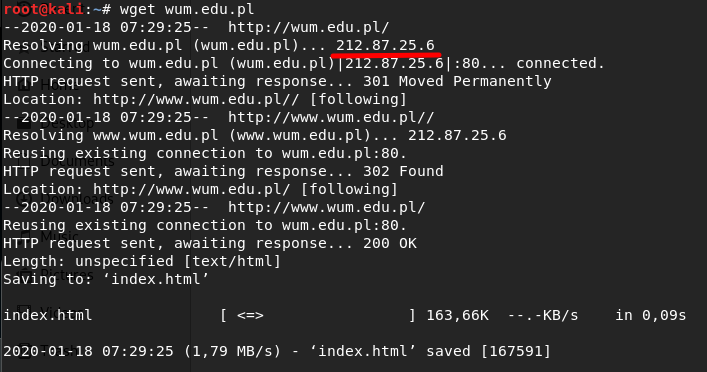 root@kali:~# wget wum.edu.pl
--2020-01-18 07:29:25--  http://wum.edu.pl/
Resolving wum.edu.pl (wum.edu.pl)... 212.87.25.6
Connecting to wum.edu.pl (wum.edu.pl)|212.87.25.6|:80... connected.
HTTP request sent, awaiting response... 301 Moved Permanently
Location: http://www.wum.edu.pl// [following]
--2020-01-18 07:29:25--  http://www.wum.edu.pl//
Resolving www.wum.edu.pl (www.wum.edu.pl)... 212.87.25.6
Reusing existing connection to wum.edu.pl:80.
HTTP request sent, awaiting response... 302 Found
Location: http://www.wum.edu.pl/ [following]
--2020-01-18 07:29:25--  http://www.wum.edu.pl/
Reusing existing connection to wum.edu.pl:80.
HTTP request sent, awaiting response... 200 OK
Length: unspecified [text/html]
Saving to: ‘index.html’
index.html              [ <=>                ] 163,66K  --.-KB/s    in 0,09s
2020-01-18 07:29:25 (1,79 MB/s) - ‘index.html’ saved [167591]
Desktop
Documents
Downloads
Music
Pictures